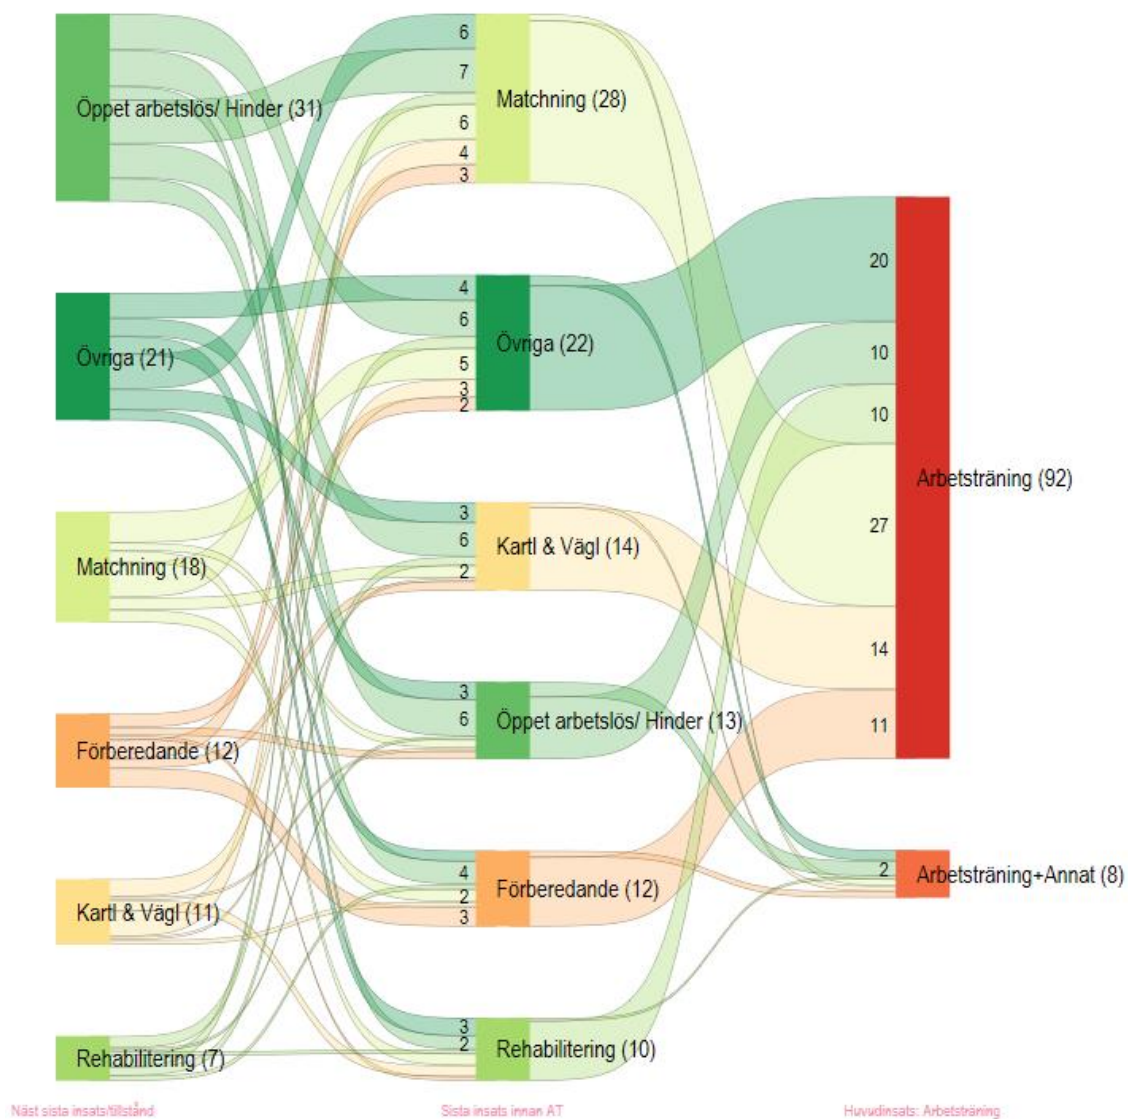 6
Öppet arbetslös/ Hinder (31)
7
Matchning (28)
6
4
3
20
4
Övriga (21)
6
Övriga (22)
5
3
2
10
10
Arbetsträning (92)
3
Matchning (18)
6
Kartl & Vägl (14)
27
2
14
3
Förberedande (12)
6
Öppet arbetslös/ Hinder (13)
11
4
2
Arbetsträning+Annat (8)
Kartl & Vägl (11)
2
Förberedande (12)
3
3
Rehabilitering (7)
2
Rehabilitering (10)
Näst sista insats/tillstånd
Sista insats innan AT
Huvudinsats: Arbetsträning